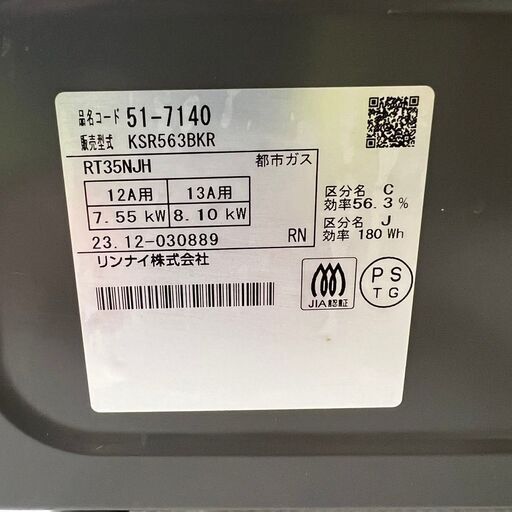 品名コード 51-7140
販売型式 KSR563BKR
RT35NJH 都市ガス
12A用 13A用
7.55 kW 8.10 kW
23.12-030889 RN
リンナイ株式会社
区分名 C
効率56.3 %
区分名 J
効率 180 Wh
JIA認証
PS
TG